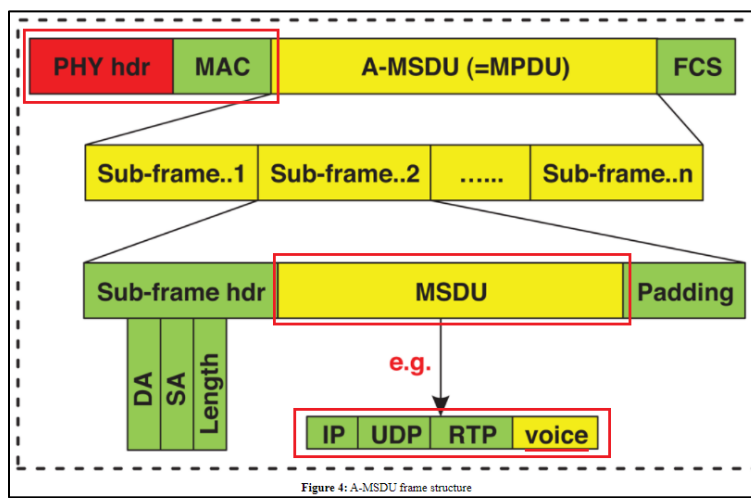 PHY hdr MAC A-MSDU (=MPDU) FCS
Sub-frame..1 Sub-frame..2 …... Sub-frame..n
Sub-frame hdr MSDU Padding
DA SA Length
e.g.
IP UDP RTP voice
Figure 4: A-MSDU frame structure